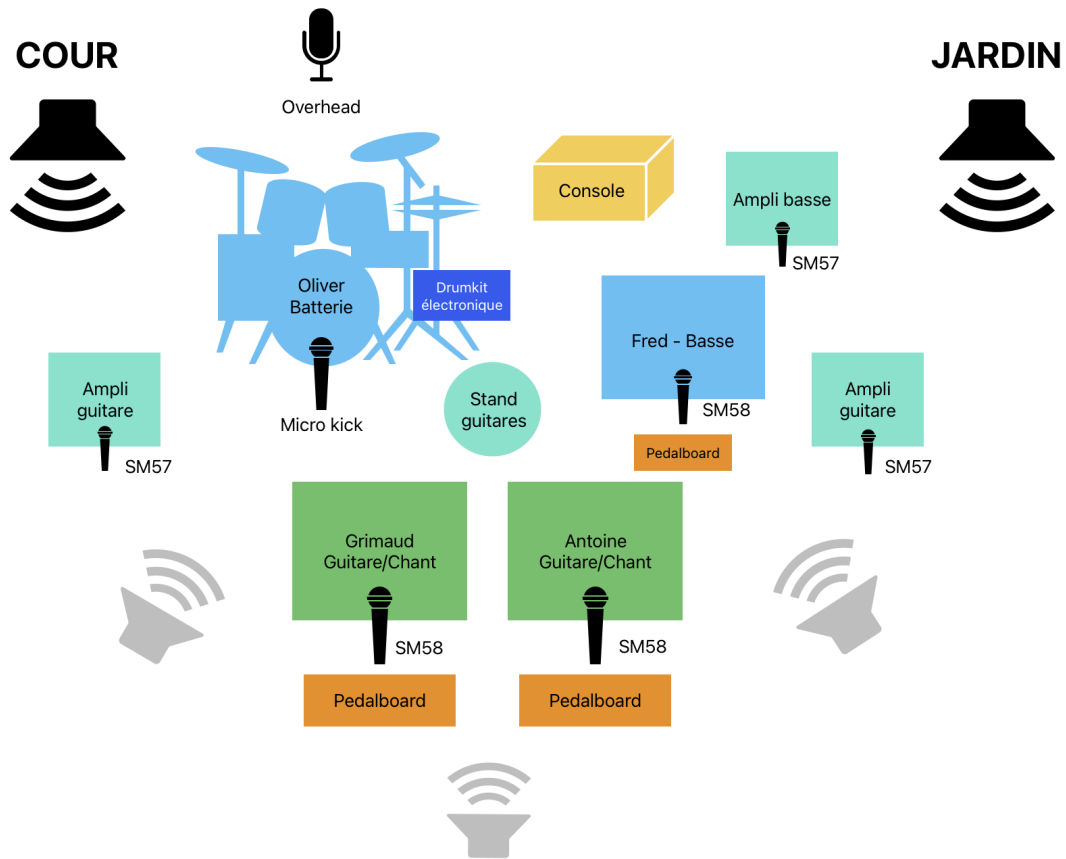 COUR
JARDIN
Overhead
Console
Ampli basse
SM57
Oliver
Batterie
Drumkit
électronique
Fred - Basse
SM58
Pedalboard
Ampli
guitare
SM57
Micro kick
Stand
guitares
Ampli
guitare
SM57
Grimaud
Guitare/Chant
SM58
Pedalboard
Antoine
Guitare/Chant
SM58
Pedalboard